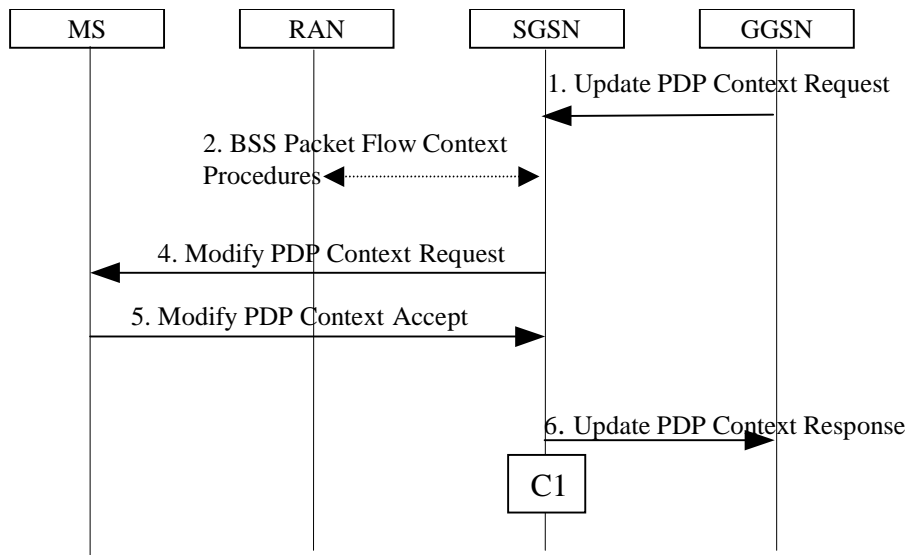 MS
RAN
SGSN
GGSN
1. Update PDP Context Request
2. BSS Packet Flow Context
Procedures
4. Modify PDP Context Request
5. Modify PDP Context Accept
6. Update PDP Context Response
C1